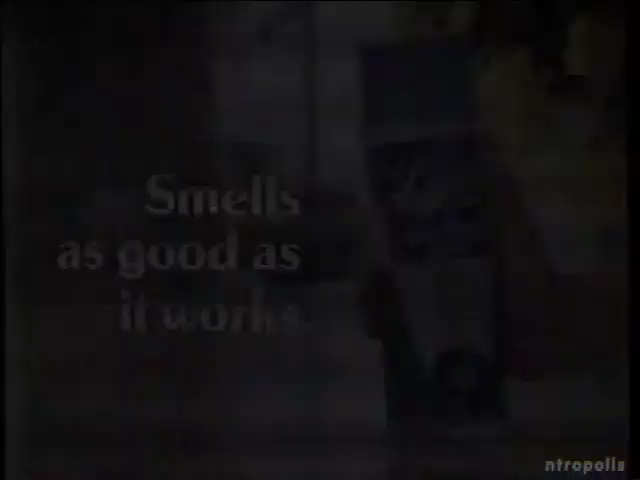 Smells
as good as
it works.
ntropolis